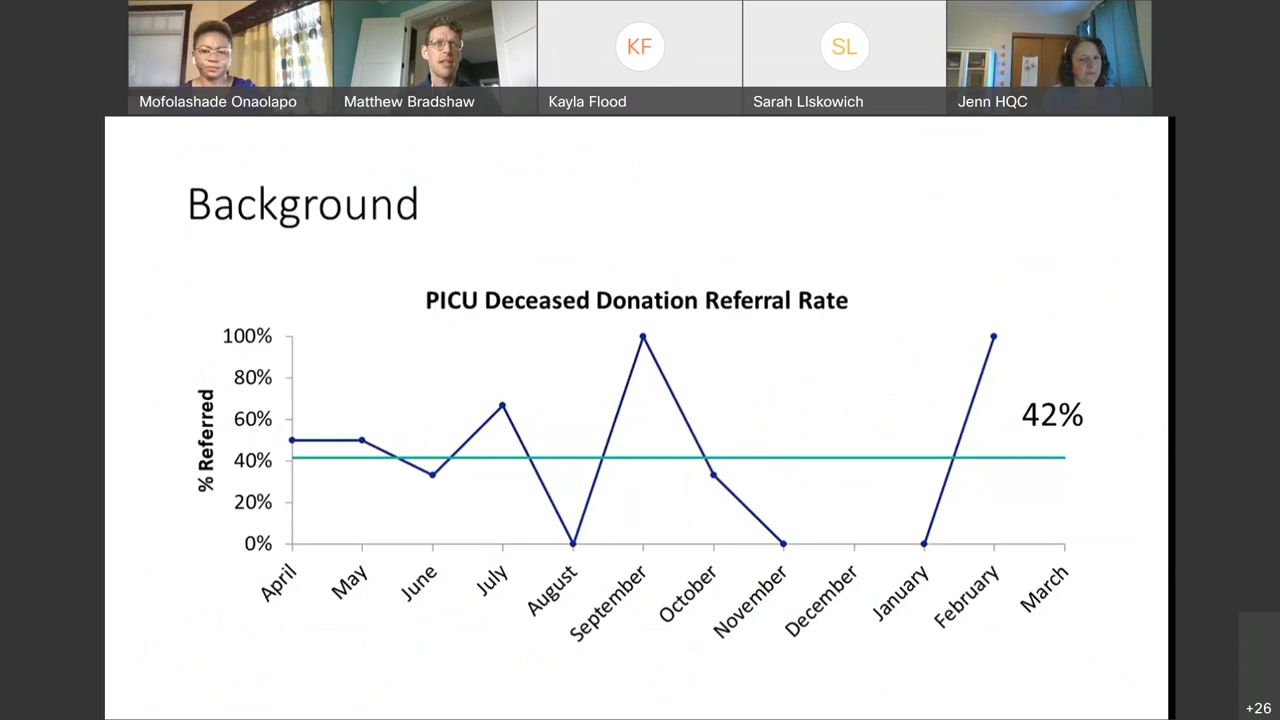 KF
SL
Mofolashade Onaolapo
Matthew Bradshaw
Kayla Flood
Sarah LIskowich
Jenn HQC
Background
PICU Deceased Donation Referral Rate
% Referred
100%
80%
60%
40%
20%
0%
42%
April
May
June
July
August
September
October
November
December
January
February
March
+26